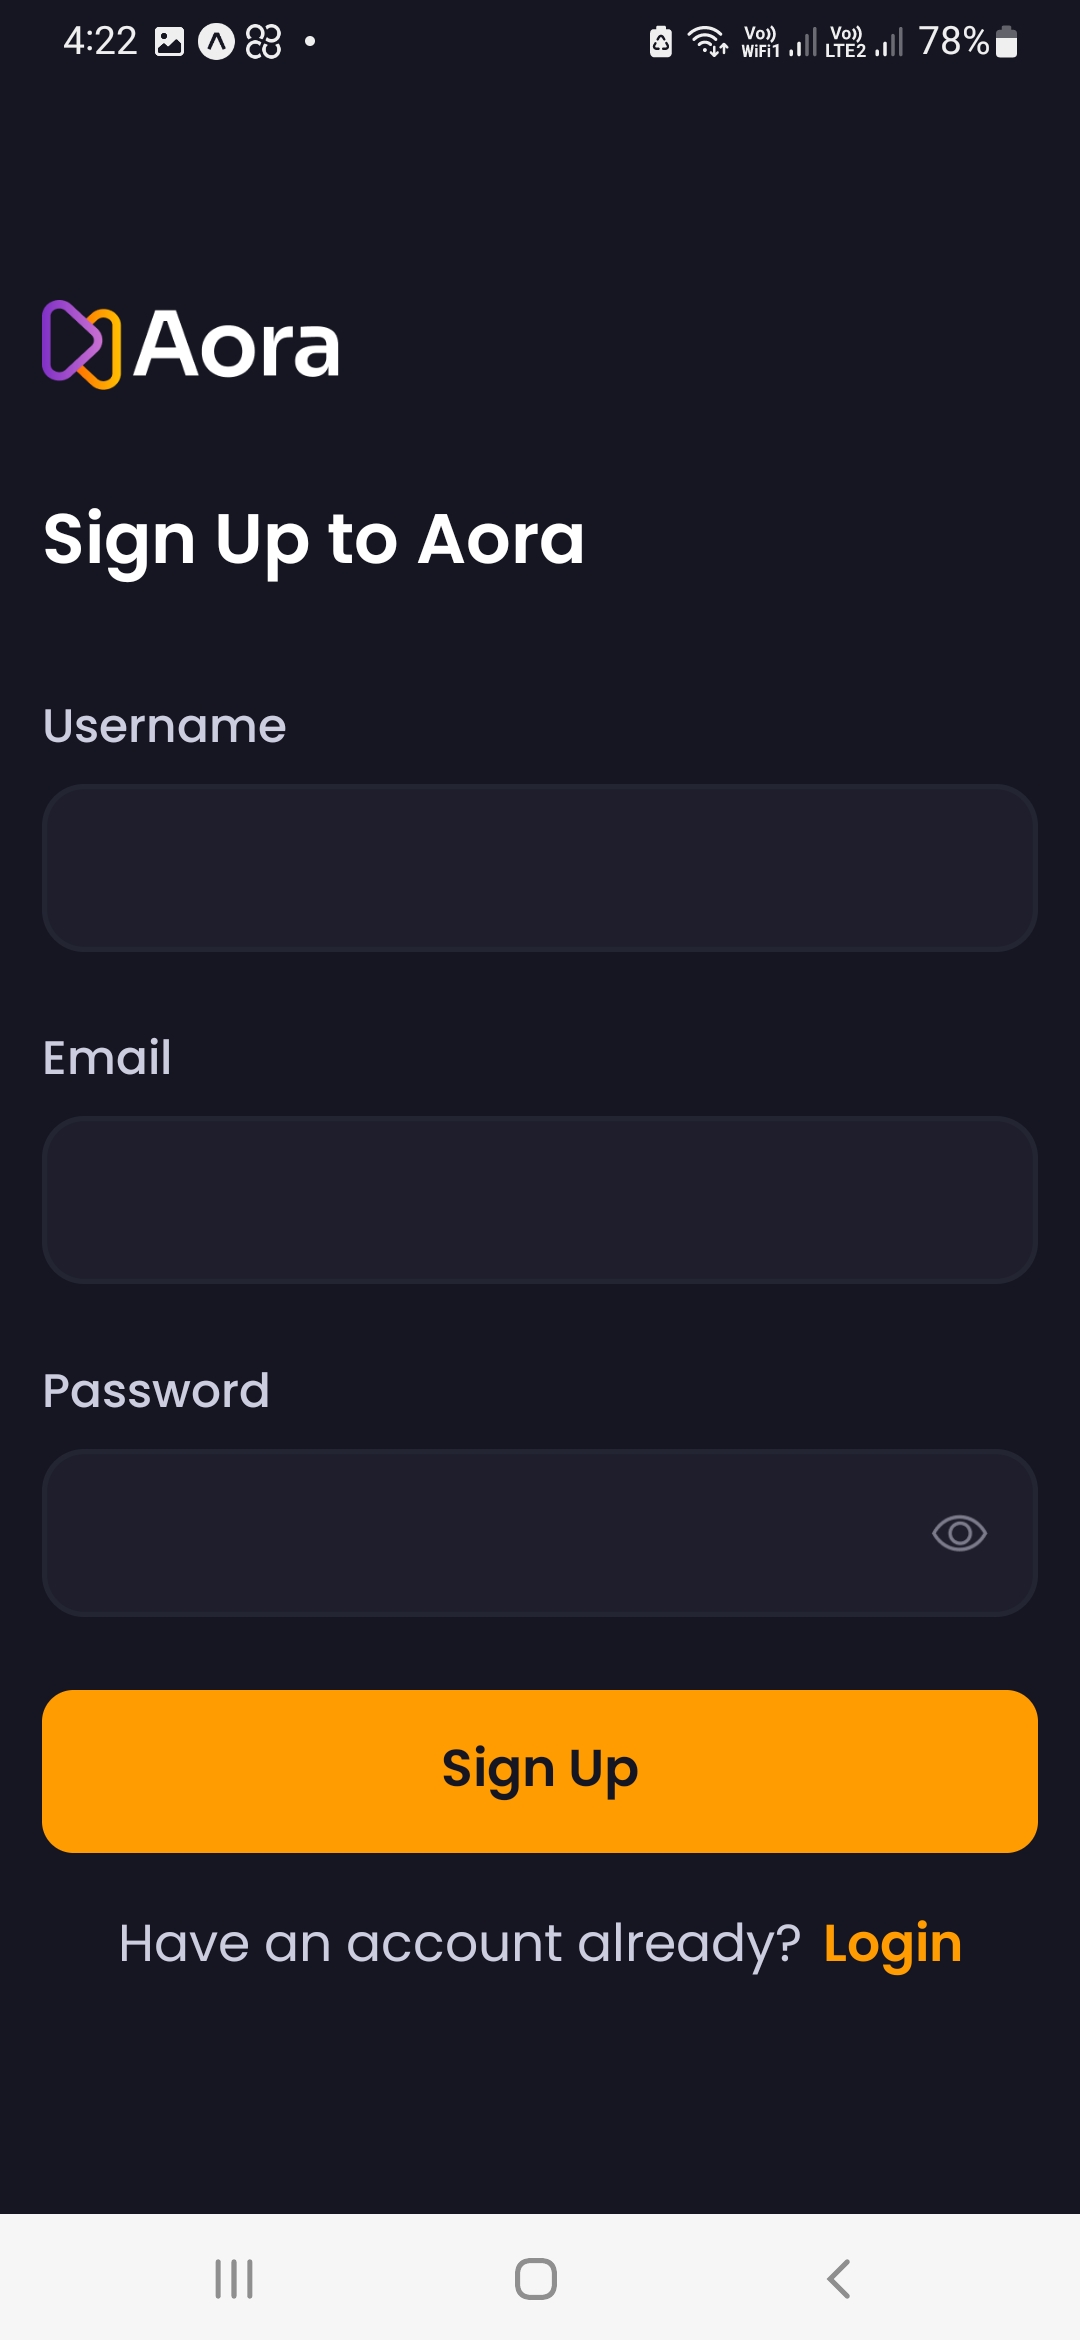 4:22 Vo)) WiFi1 Vo)) LTE2 78%
Aora
Sign Up to Aora
Username
Email
Password
Sign Up
Have an account already? Login